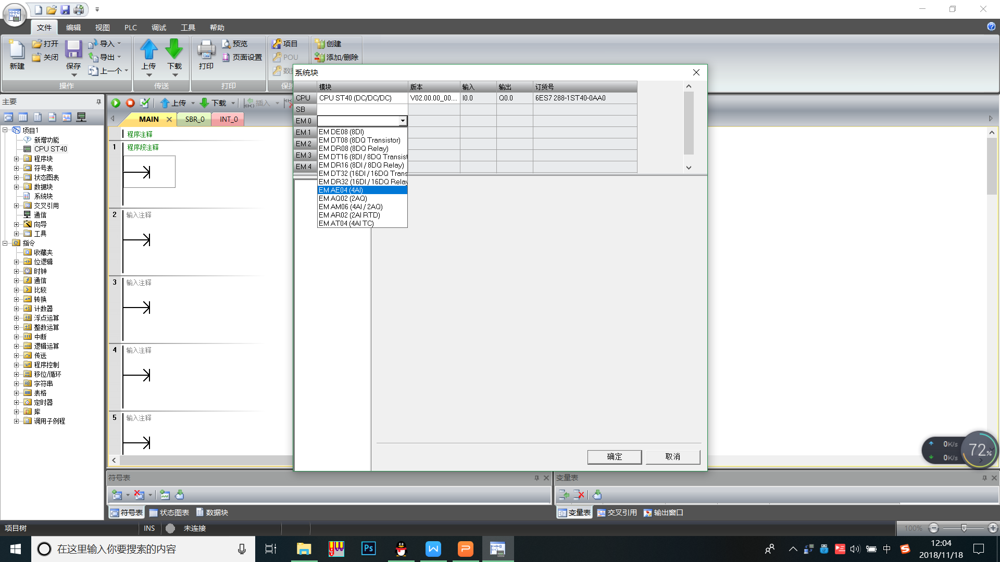 文件 编辑 视图 PLC 调试 工具 帮助
新建
打开
关闭
保存
导入
导出
上一个
操作
上传
下载
传送
打印
预览
页面设置
打印
项目
POU
创建
添加/删除
主要
项目1
新增功能
CPU ST40
程序块
符号表
状态图表
数据块
系统块
交叉引用
通信
向导
工具
指令
收藏夹
位逻辑
时钟
通信
比较
转换
计数器
浮点运算
整数运算
中断
逻辑运算
传送
程序控制
移位/循环
字符串
表格
定时器
库
调用子例程
上传 下载 插入
MAIN SBR_0 INT_0
程序注释
1 程序段注释
2 输入注释
3 输入注释
4 输入注释
5 输入注释
系统块
模块 版本 输入 输出 订货号
CPU CPU ST40 (DC/DC/DC) V02.00.00_00.... I0.0 Q0.0 6ES7 288-1ST40-0AA0
SB
EM 0
EM 1
EM 2
EM 3
EM 4
EM DE08 (8DI)
EM DT08 (8DQ Transistor)
EM DR08 (8DQ Relay)
EM DT16 (8DI / 8DQ Transist
EM DR16 (8DI / 8DQ Relay)
EM DT32 (16DI / 16DQ Trans
EM DR32 (16DI / 16DQ Relay
EM AE04 (4AI)
EM AQ02 (2AQ)
EM AM06 (4AI / 2AQ)
EM AR02 (2AI RTD)
EM AT04 (4AI TC)
确定 取消
0K/s
0K/s
72%
符号表
变量表
符号表 状态图表 数据块
变量表 交叉引用 输出窗口
项目树 INS 未连接 100%
在这里输入你要搜索的内容
Ps
中
12:04
2018/11/18